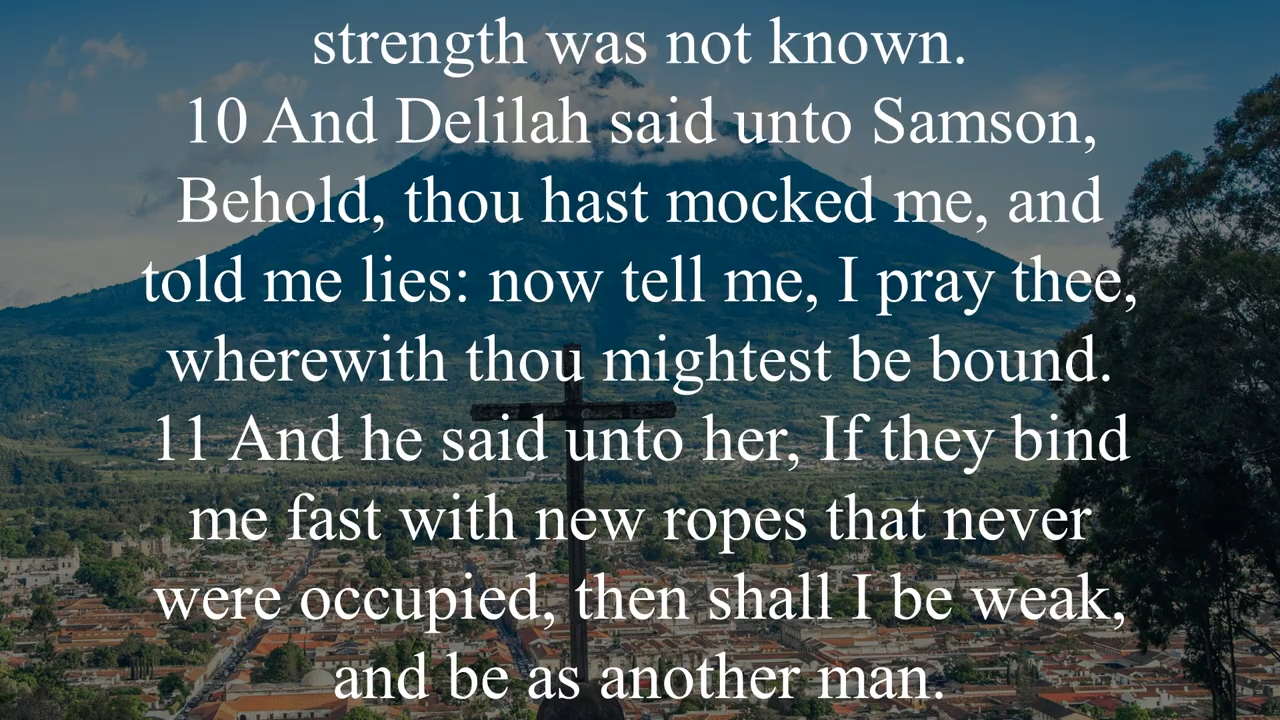 strength was not known.
10 And Delilah said unto Samson,
Behold, thou hast mocked me, and
told me lies: now tell me, I pray thee,
wherewith thou mightest be bound.
11 And he said unto her, If they bind
me fast with new ropes that never
were occupied, then shall I be weak,
and be as another man.